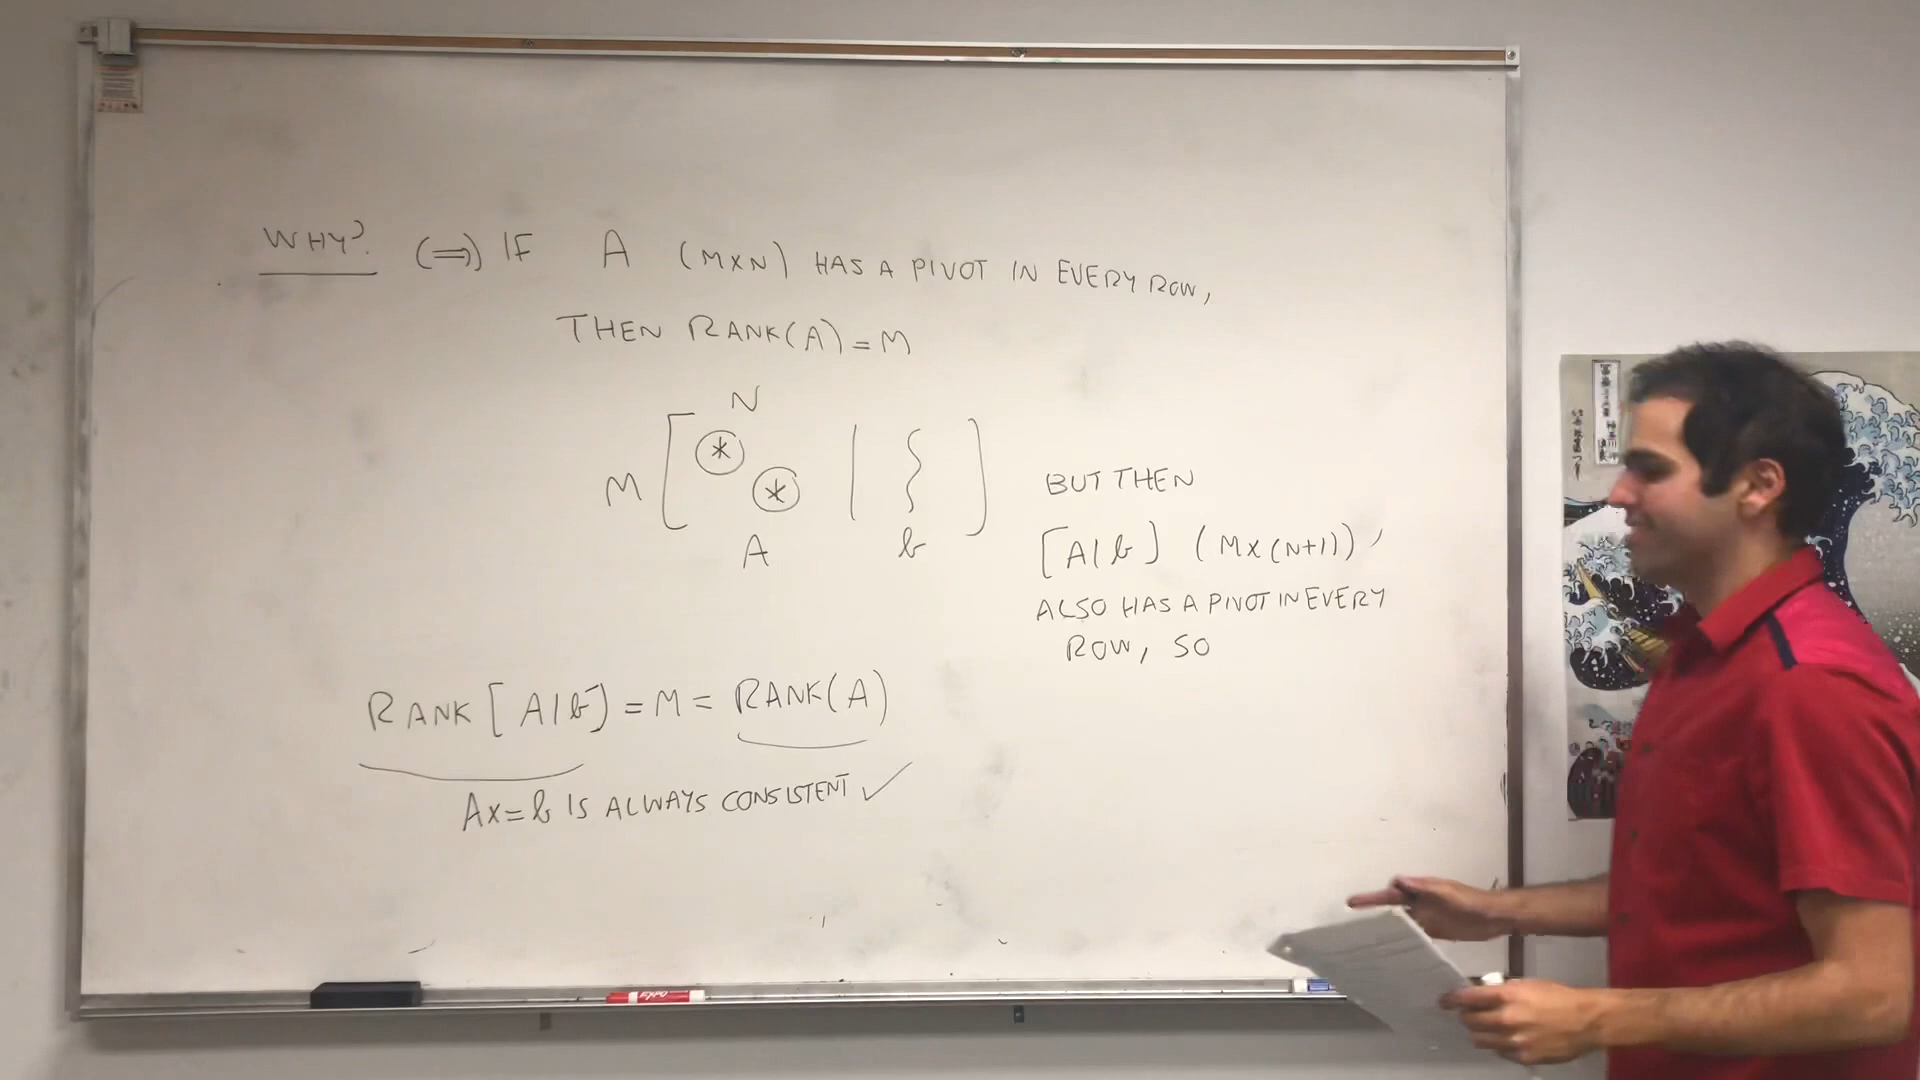 WHY? (⇒) IF A (M×N) HAS A PIVOT IN EVERY ROW,
THEN RANK(A) = M
N
M [ * * | ]
A b
BUT THEN
[A|b] (M×(N+1)),
ALSO HAS A PIVOT IN EVERY
ROW, SO
RANK [A|b] = M = RANK(A)
Ax=b IS ALWAYS CONSISTENT ✓
EXPO